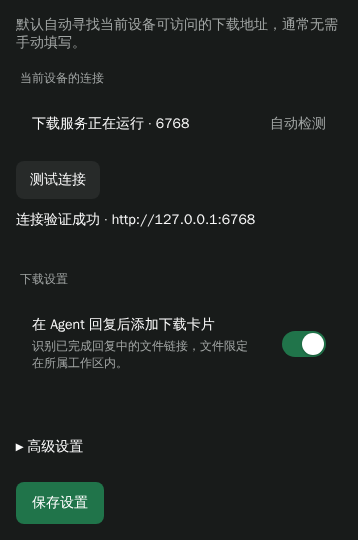 默认自动寻找当前设备可访问的下载地址，通常无需
手动填写。
当前设备的连接
下载服务正在运行 · 6768
自动检测
测试连接
连接验证成功 · http://127.0.0.1:6768
下载设置
在 Agent 回复后添加下载卡片
识别已完成回复中的文件链接，文件限定
在所属工作区内。
▸ 高级设置
保存设置